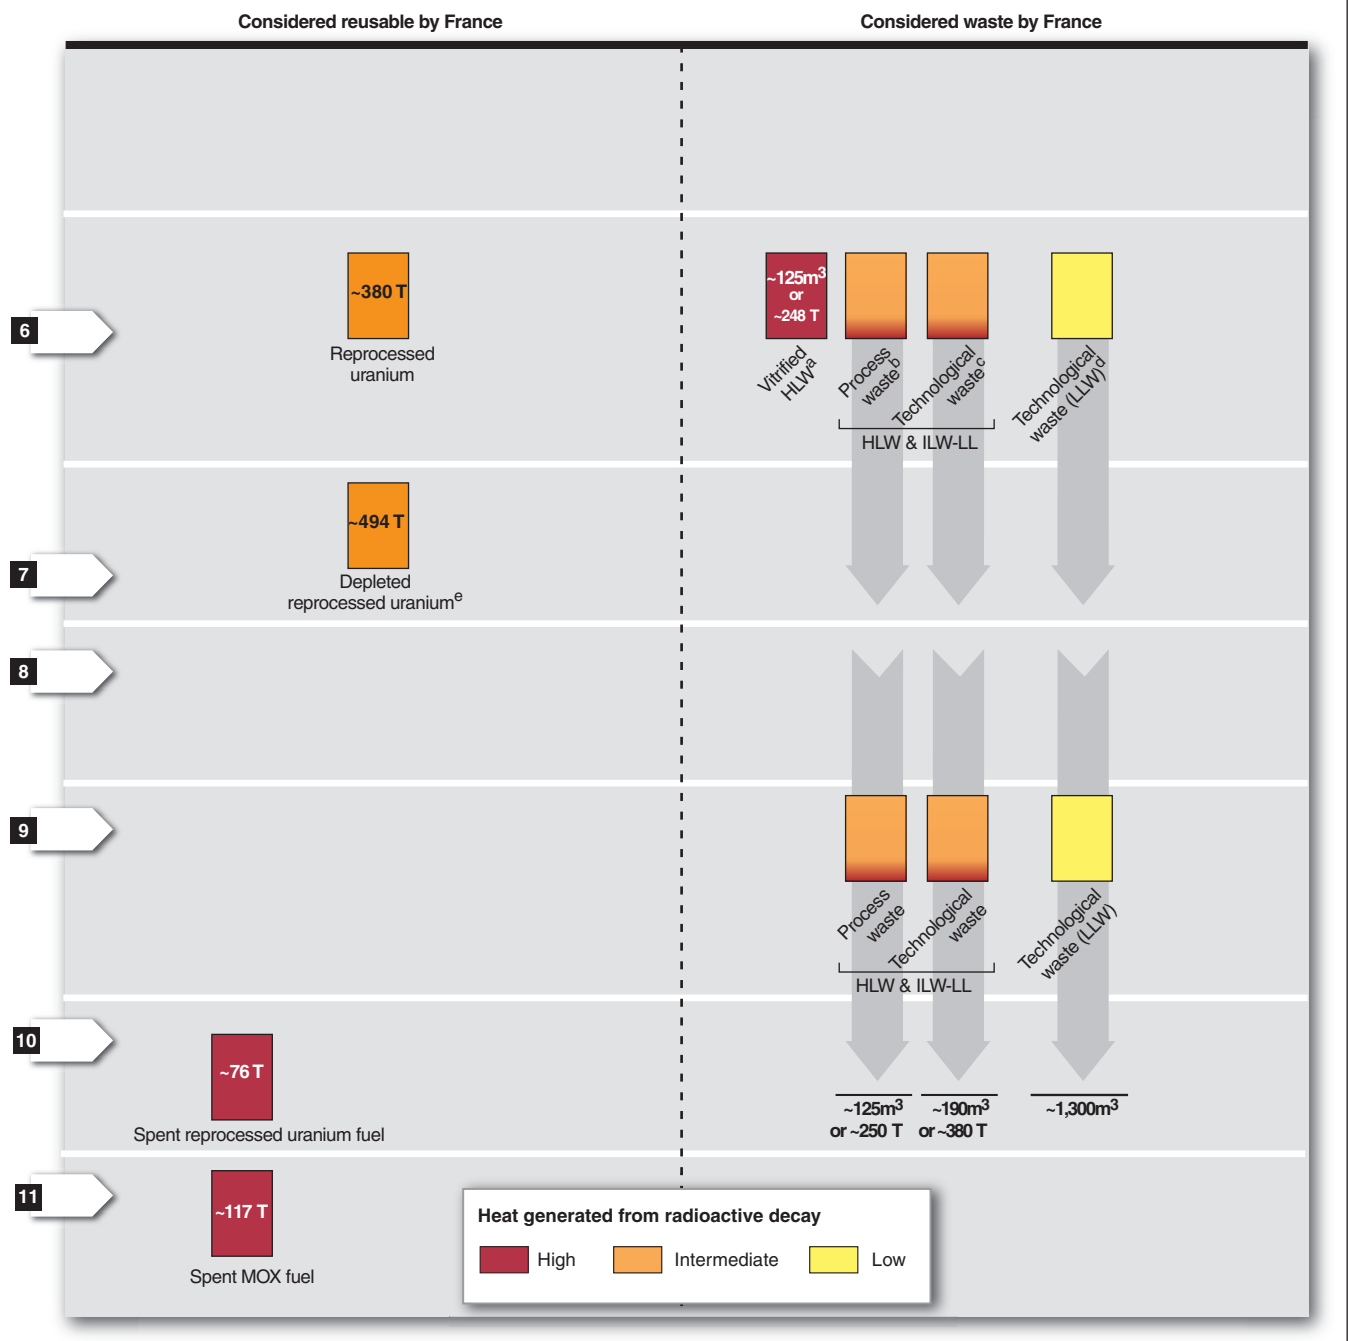 Considered reusable by France
Considered waste by France
6
~380 T
Reprocessed
uranium
~125m³
or
~248 T
Vitrified
HLWᵃ
Process
wasteᵇ
Technological
wasteᶜ
HLW & ILW-LL
Technological
waste (LLW)ᵈ
7
~494 T
Depleted
reprocessed uraniumᵉ
8
9
Process
waste
Technological
waste
HLW & ILW-LL
Technological
waste (LLW)
10
~76 T
Spent reprocessed uranium fuel
~125m³
or ~250 T
~190m³
or ~380 T
~1,300m³
11
~117 T
Spent MOX fuel
Heat generated from radioactive decay
High
Intermediate
Low